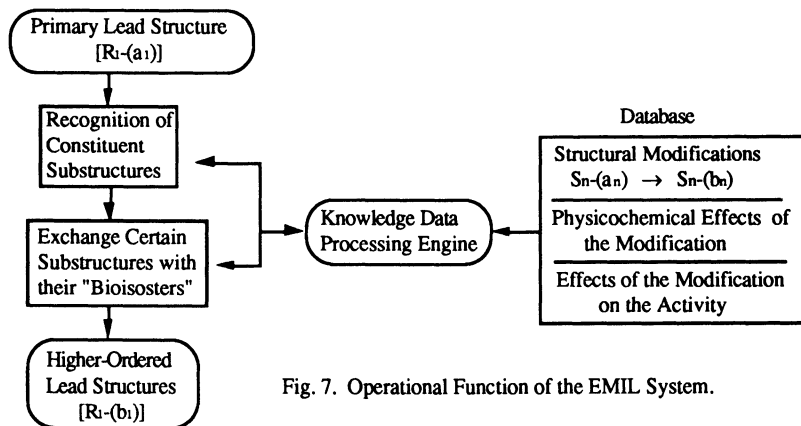 Primary Lead Structure
[R1-(a1)]
Recognition of
Constituent
Substructures
Exchange Certain
Substructures with
their "Bioisosters"
Higher-Ordered
Lead Structures
[R1-(b1)]
Knowledge Data
Processing Engine
Database
Structural Modifications
Sn-(an) → Sn-(bn)
Physicochemical Effects of
the Modification
Effects of the Modification
on the Activity
Fig. 7. Operational Function of the EMIL System.